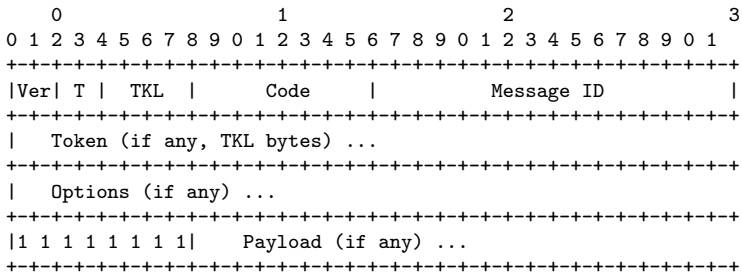 0                   1                   2                   3
0 1 2 3 4 5 6 7 8 9 0 1 2 3 4 5 6 7 8 9 0 1 2 3 4 5 6 7 8 9 0 1
+-+-+-+-+-+-+-+-+-+-+-+-+-+-+-+-+-+-+-+-+-+-+-+-+-+-+-+-+-+-+-+-+
|Ver| T |  TKL  |      Code     |          Message ID           |
+-+-+-+-+-+-+-+-+-+-+-+-+-+-+-+-+-+-+-+-+-+-+-+-+-+-+-+-+-+-+-+-+
|   Token (if any, TKL bytes) ...
+-+-+-+-+-+-+-+-+-+-+-+-+-+-+-+-+-+-+-+-+-+-+-+-+-+-+-+-+-+-+-+-+
|   Options (if any) ...
+-+-+-+-+-+-+-+-+-+-+-+-+-+-+-+-+-+-+-+-+-+-+-+-+-+-+-+-+-+-+-+-+
|1 1 1 1 1 1 1 1|    Payload (if any) ...
+-+-+-+-+-+-+-+-+-+-+-+-+-+-+-+-+-+-+-+-+-+-+-+-+-+-+-+-+-+-+-+-+